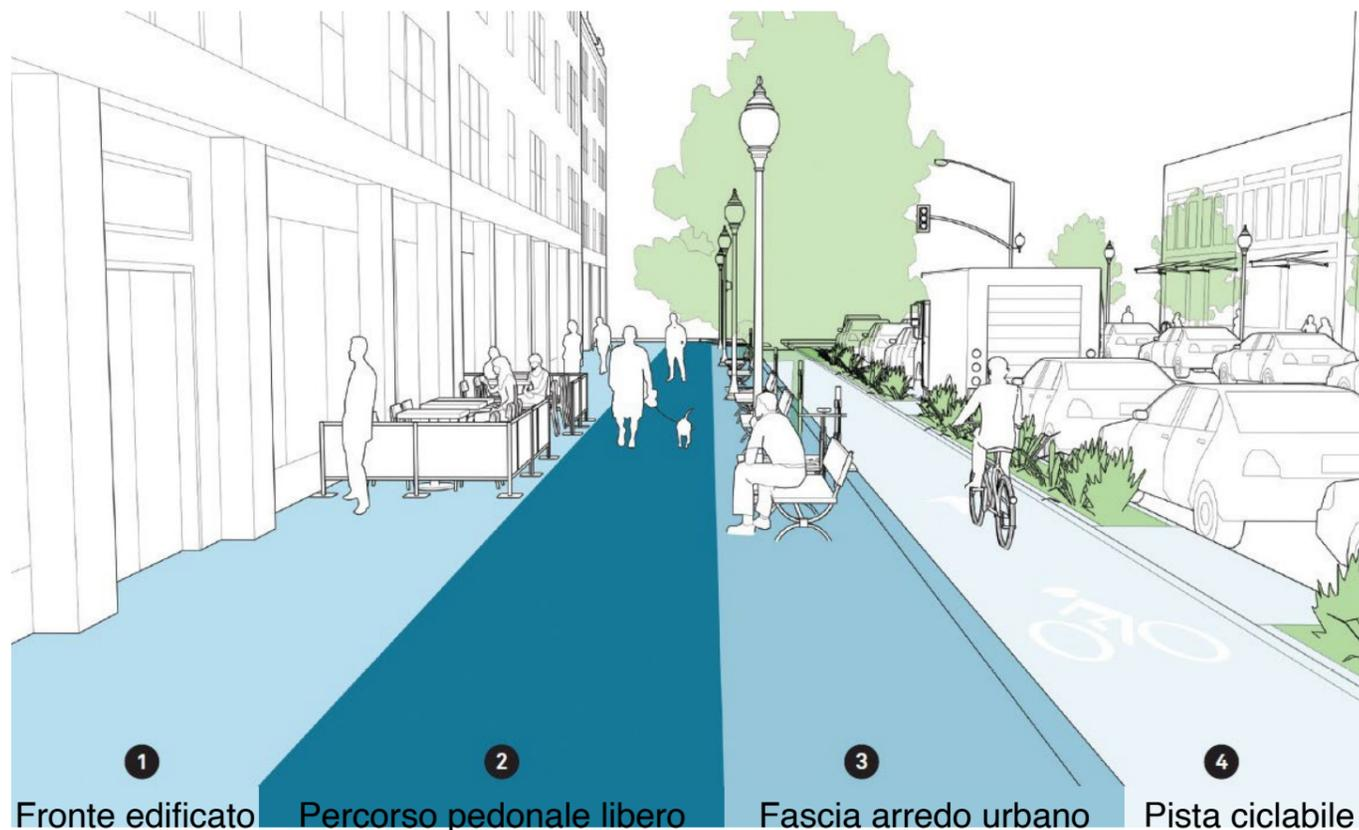 1
Fronte edificato
2
Percorso pedonale libero
3
Fascia arredo urbano
4
Pista ciclabile